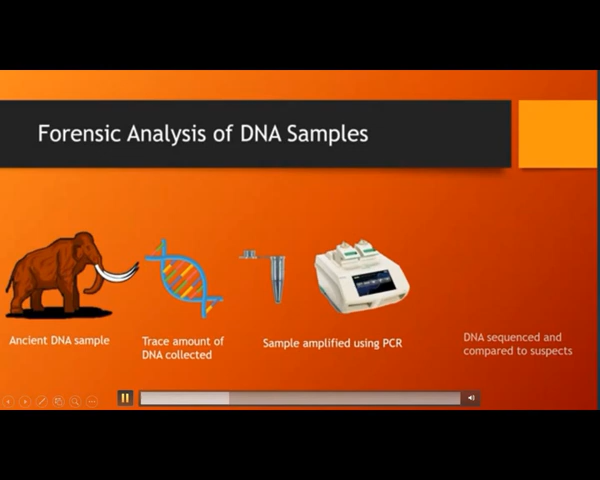 Forensic Analysis of DNA Samples
Ancient DNA sample
Trace amount of
DNA collected
Sample amplified using PCR
DNA sequenced and
compared to suspects